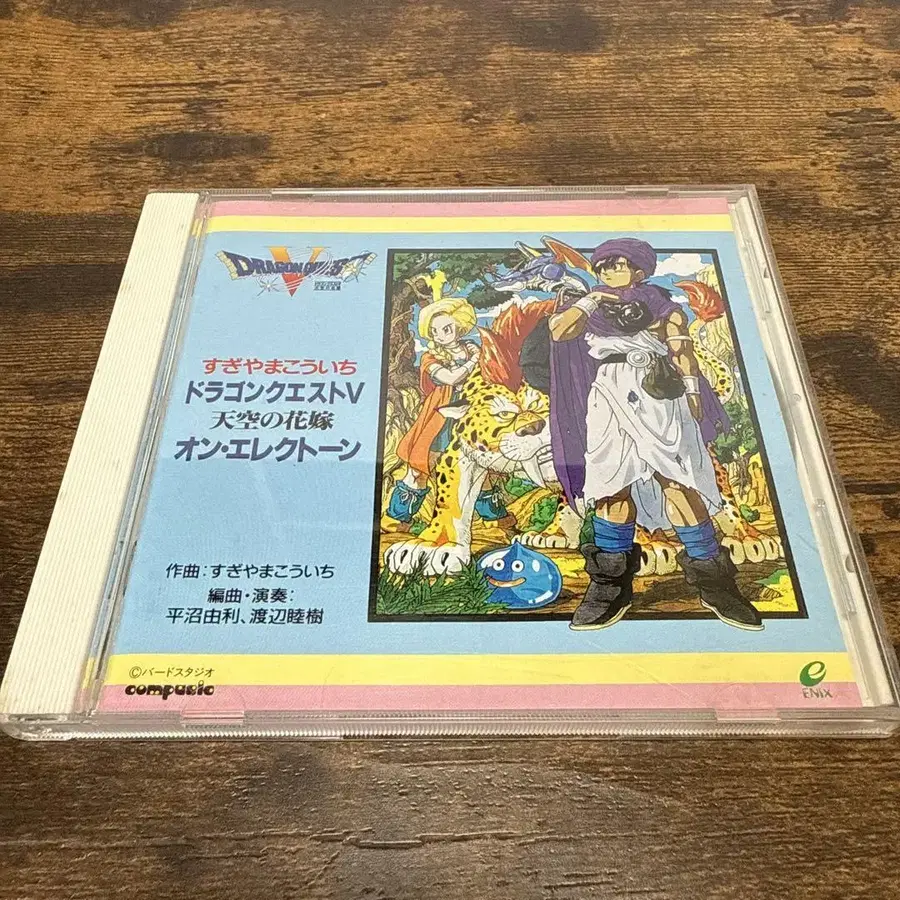 DRAGON QUEST
V
すぎやまこういち
ドラゴンクエストV
天空の花嫁
オン・エレクトーン
作曲:すぎやまこういち
編曲・演奏:
平沼由利、渡辺睦樹
©バードスタジオ
compusic
ENIX